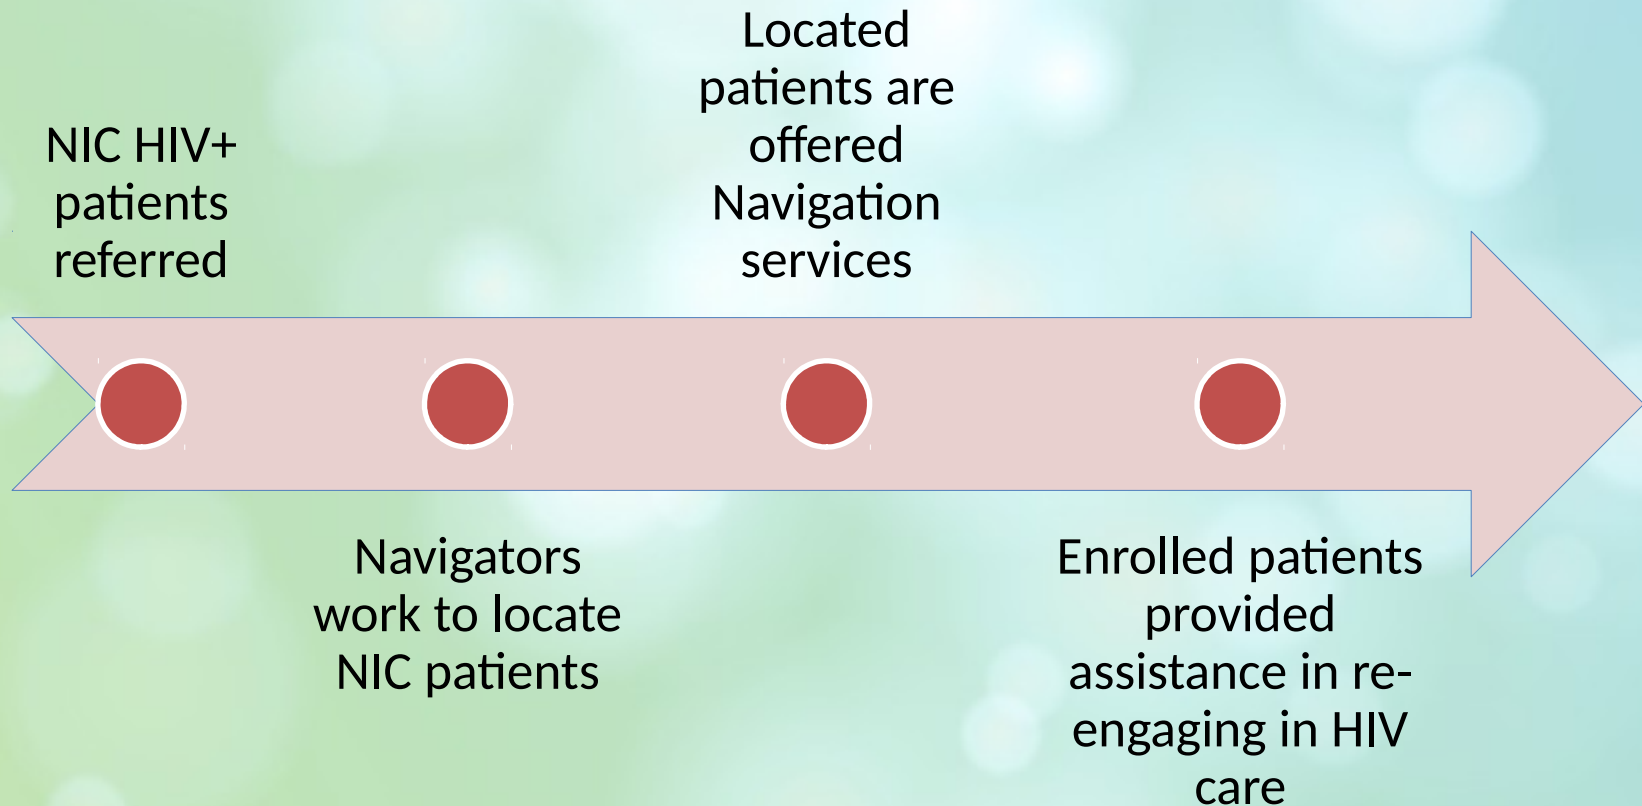 NIC HIV+
patients
referred
Navigators
work to locate
NIC patients
Located
patients are
offered
Navigation
services
Enrolled patients
provided
assistance in re-
engaging in HIV
care